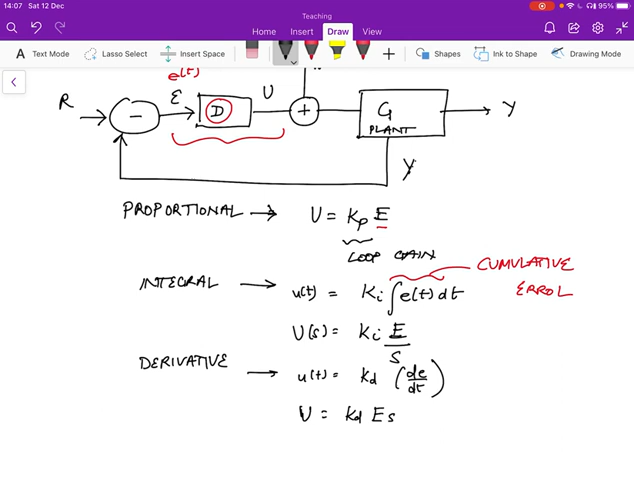 14:07 Sat 12 Dec
95%
Teaching
Home Insert Draw View
Text Mode Lasso Select Insert Space Shapes Ink to Shape Drawing Mode
e(t)
R - E D U + G PLANT Y
Y
PROPORTIONAL → U = Kp E
LOOP GAIN
CUMULATIVE
ERROR
INTEGRAL → u(t) = Ki ∫ e(t) dt
U(s) = Ki E/s
DERIVATIVE → u(t) = Kd (de/dt)
U = Kd Es